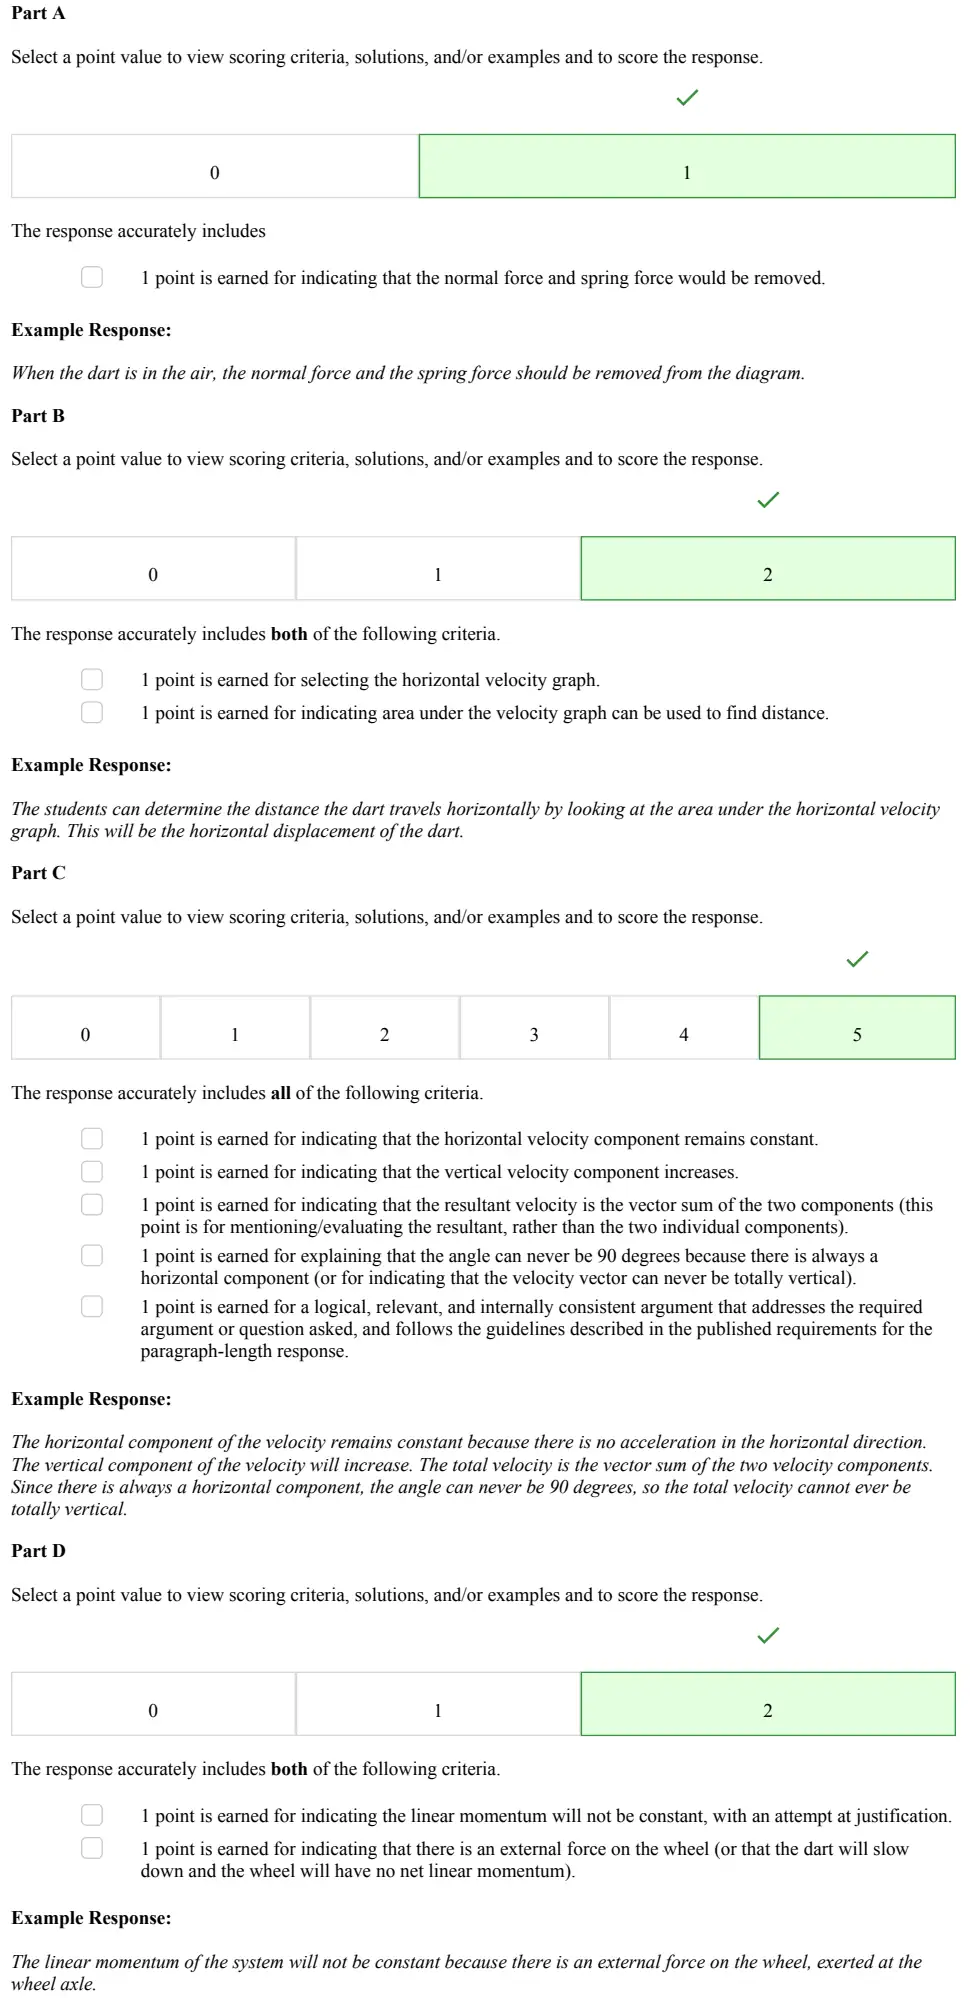 Part A
Select a point value to view scoring criteria, solutions, and/or examples and to score the response.
0 1
The response accurately includes
1 point is earned for indicating that the normal force and spring force would be removed.
Example Response:
When the dart is in the air, the normal force and the spring force should be removed from the diagram.
Part B
Select a point value to view scoring criteria, solutions, and/or examples and to score the response.
0 1 2
The response accurately includes both of the following criteria.
1 point is earned for selecting the horizontal velocity graph.
1 point is earned for indicating area under the velocity graph can be used to find distance.
Example Response:
The students can determine the distance the dart travels horizontally by looking at the area under the horizontal velocity
graph. This will be the horizontal displacement of the dart.
Part C
Select a point value to view scoring criteria, solutions, and/or examples and to score the response.
0 1 2 3 4 5
The response accurately includes all of the following criteria.
1 point is earned for indicating that the horizontal velocity component remains constant.
1 point is earned for indicating that the vertical velocity component increases.
1 point is earned for indicating that the resultant velocity is the vector sum of the two components (this
point is for mentioning/evaluating the resultant, rather than the two individual components).
1 point is earned for explaining that the angle can never be 90 degrees because there is always a
horizontal component (or for indicating that the velocity vector can never be totally vertical).
1 point is earned for a logical, relevant, and internally consistent argument that addresses the required
argument or question asked, and follows the guidelines described in the published requirements for the
paragraph-length response.
Example Response:
The horizontal component of the velocity remains constant because there is no acceleration in the horizontal direction.
The vertical component of the velocity will increase. The total velocity is the vector sum of the two velocity components.
Since there is always a horizontal component, the angle can never be 90 degrees, so the total velocity cannot ever be
totally vertical.
Part D
Select a point value to view scoring criteria, solutions, and/or examples and to score the response.
0 1 2
The response accurately includes both of the following criteria.
1 point is earned for indicating the linear momentum will not be constant, with an attempt at justification.
1 point is earned for indicating that there is an external force on the wheel (or that the dart will slow
down and the wheel will have no net linear momentum).
Example Response:
The linear momentum of the system will not be constant because there is an external force on the wheel, exerted at the
wheel axle.